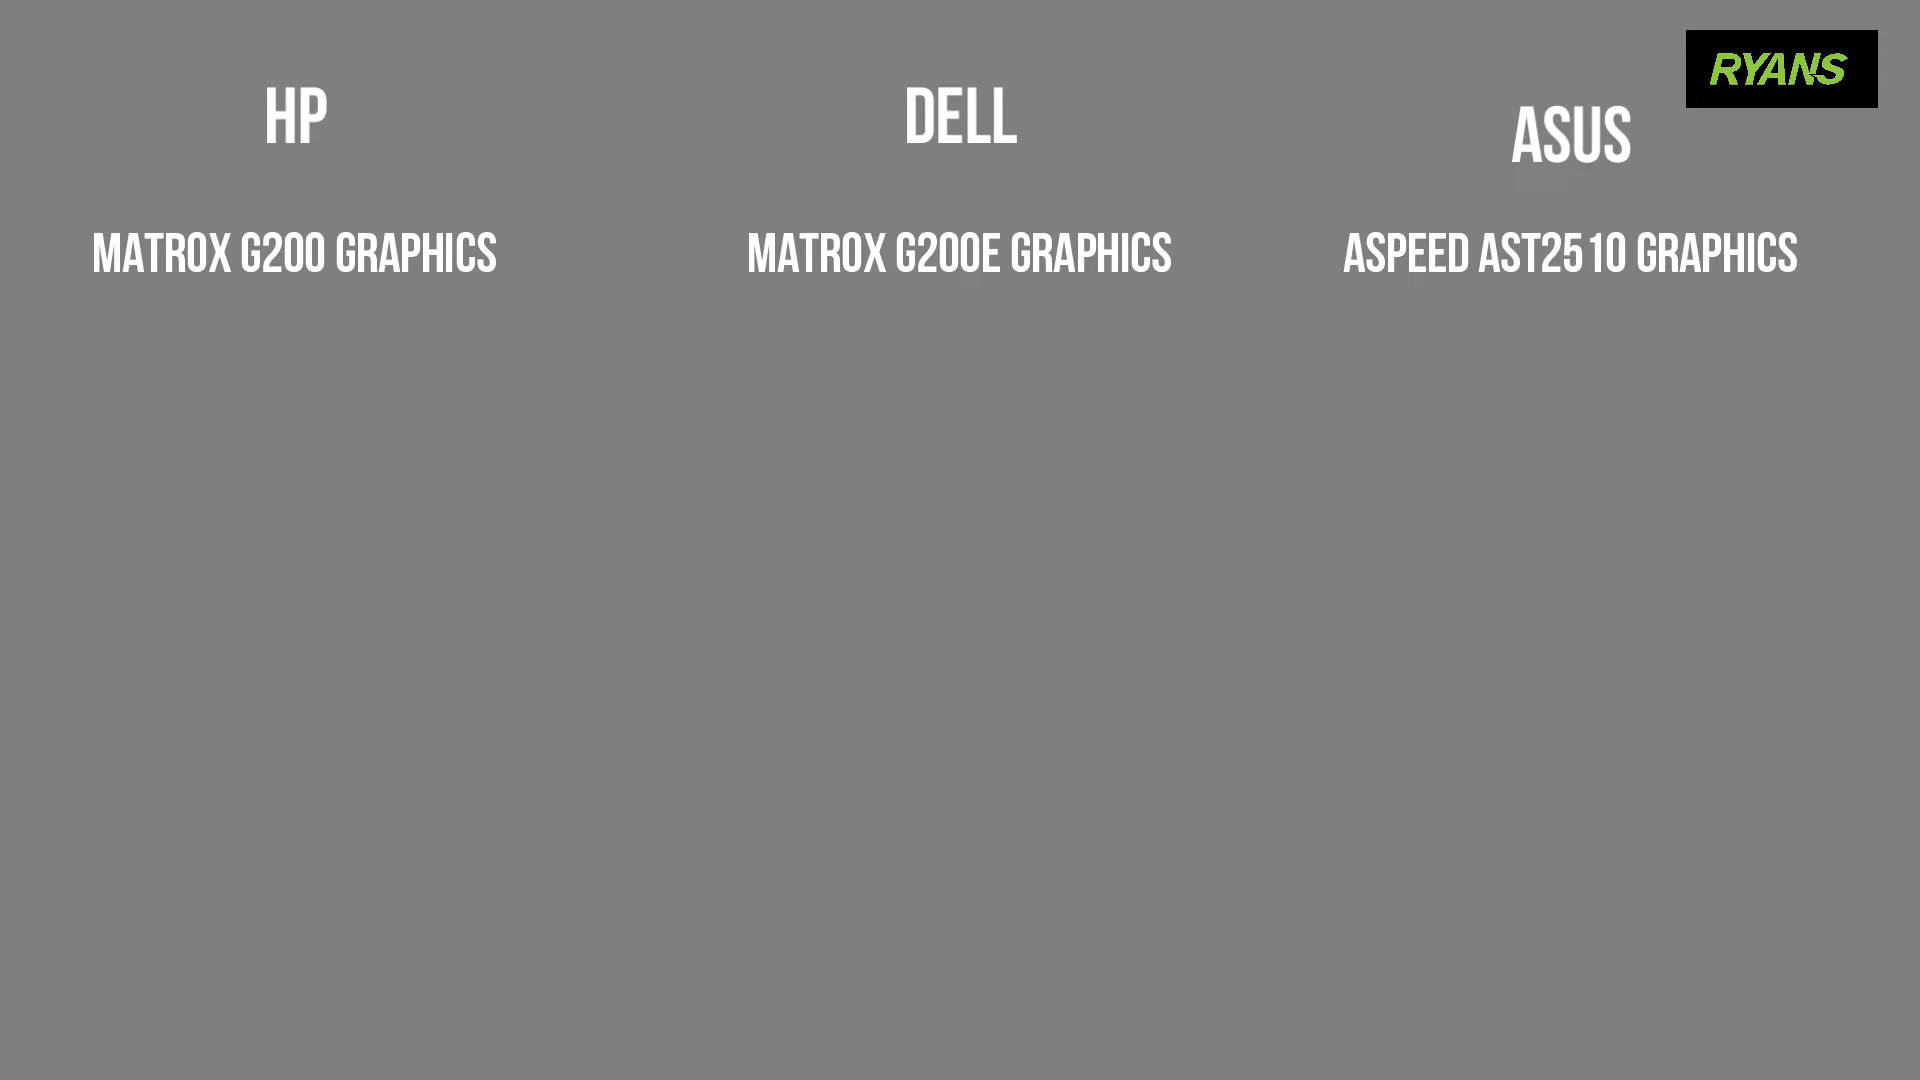 RYANS
HP
DELL
ASUS
MATROX G200 GRAPHICS
MATROX G200E GRAPHICS
ASPEED AST2510 GRAPHICS